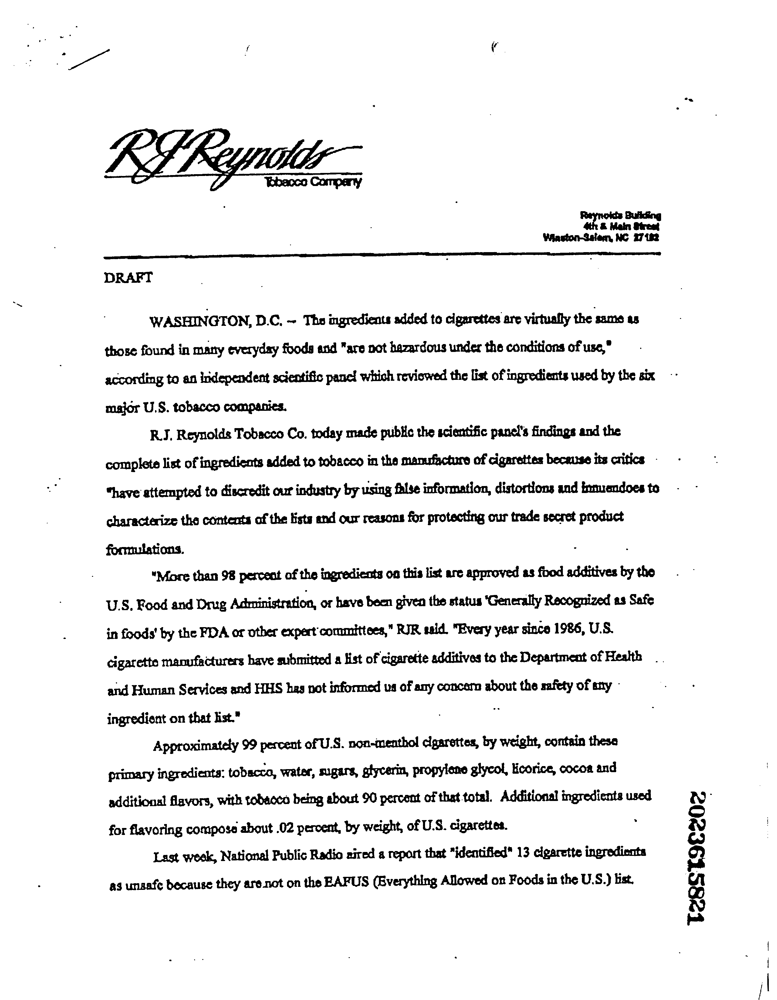 RJReynolds
Tobacco Company
Reynolds Building
4th & Main Street
Winston-Salem, NC 27102
DRAFT
WASHINGTON, D.C. -- The ingredients added to cigarettes are virtually the same as
those found in many everyday foods and "are not hazardous under the conditions of use,"
according to an independent scientific panel which reviewed the list of ingredients used by the six
major U.S. tobacco companies.
R.J. Reynolds Tobacco Co. today made public the scientific panel's findings and the
complete list of ingredients added to tobacco in the manufacture of cigarettes because its critics
"have attempted to discredit our industry by using false information, distortions and innuendoes to
characterize the contents of the lists and our reasons for protecting our trade secret product
formulations.
"More than 98 percent of the ingredients on this list are approved as food additives by the
U.S. Food and Drug Administration, or have been given the status 'Generally Recognized as Safe
in foods' by the FDA or other expert committees," RJR said. "Every year since 1986, U.S.
cigarette manufacturers have submitted a list of cigarette additives to the Department of Health
and Human Services and HHS has not informed us of any concern about the safety of any
ingredient on that list."
Approximately 99 percent of U.S. non-menthol cigarettes, by weight, contain these
primary ingredients: tobacco, water, sugars, glycerin, propylene glycol, licorice, cocoa and
additional flavors, with tobacco being about 90 percent of that total. Additional ingredients used
for flavoring compose about .02 percent, by weight, of U.S. cigarettes.
Last week, National Public Radio aired a report that "identified" 13 cigarette ingredients
as unsafe because they are not on the EAFUS (Everything Allowed on Foods in the U.S.) list.
2023615821